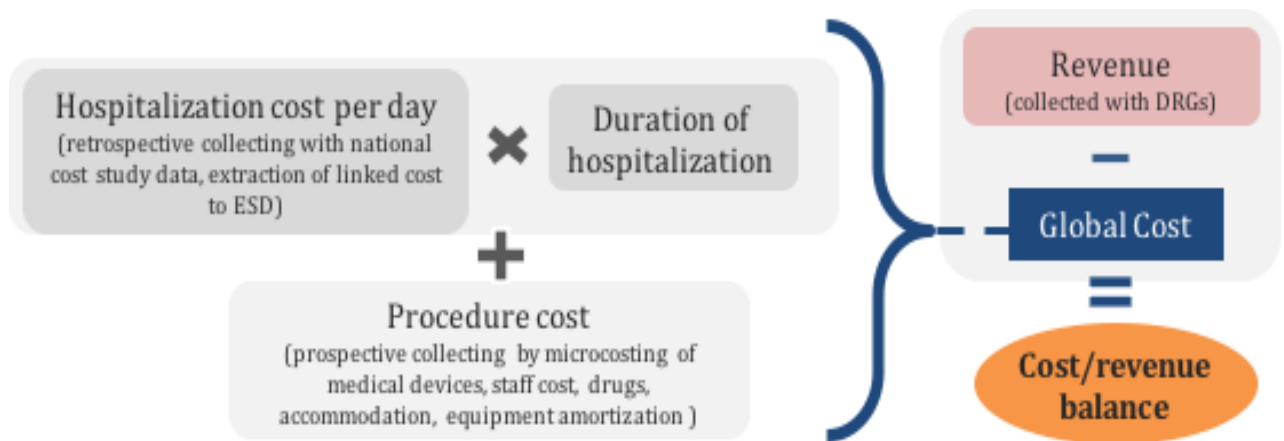 Hospitalization cost per day
(retrospective collecting with national
cost study data, extraction of linked cost
to ESD)
Duration of
hospitalization
Procedure cost
(prospective collecting by microcosting of
medical devices, staff cost, drugs,
accommodation, equipment amortization )
Revenue
(collected with DRGs)
Global Cost
Cost/revenue
balance